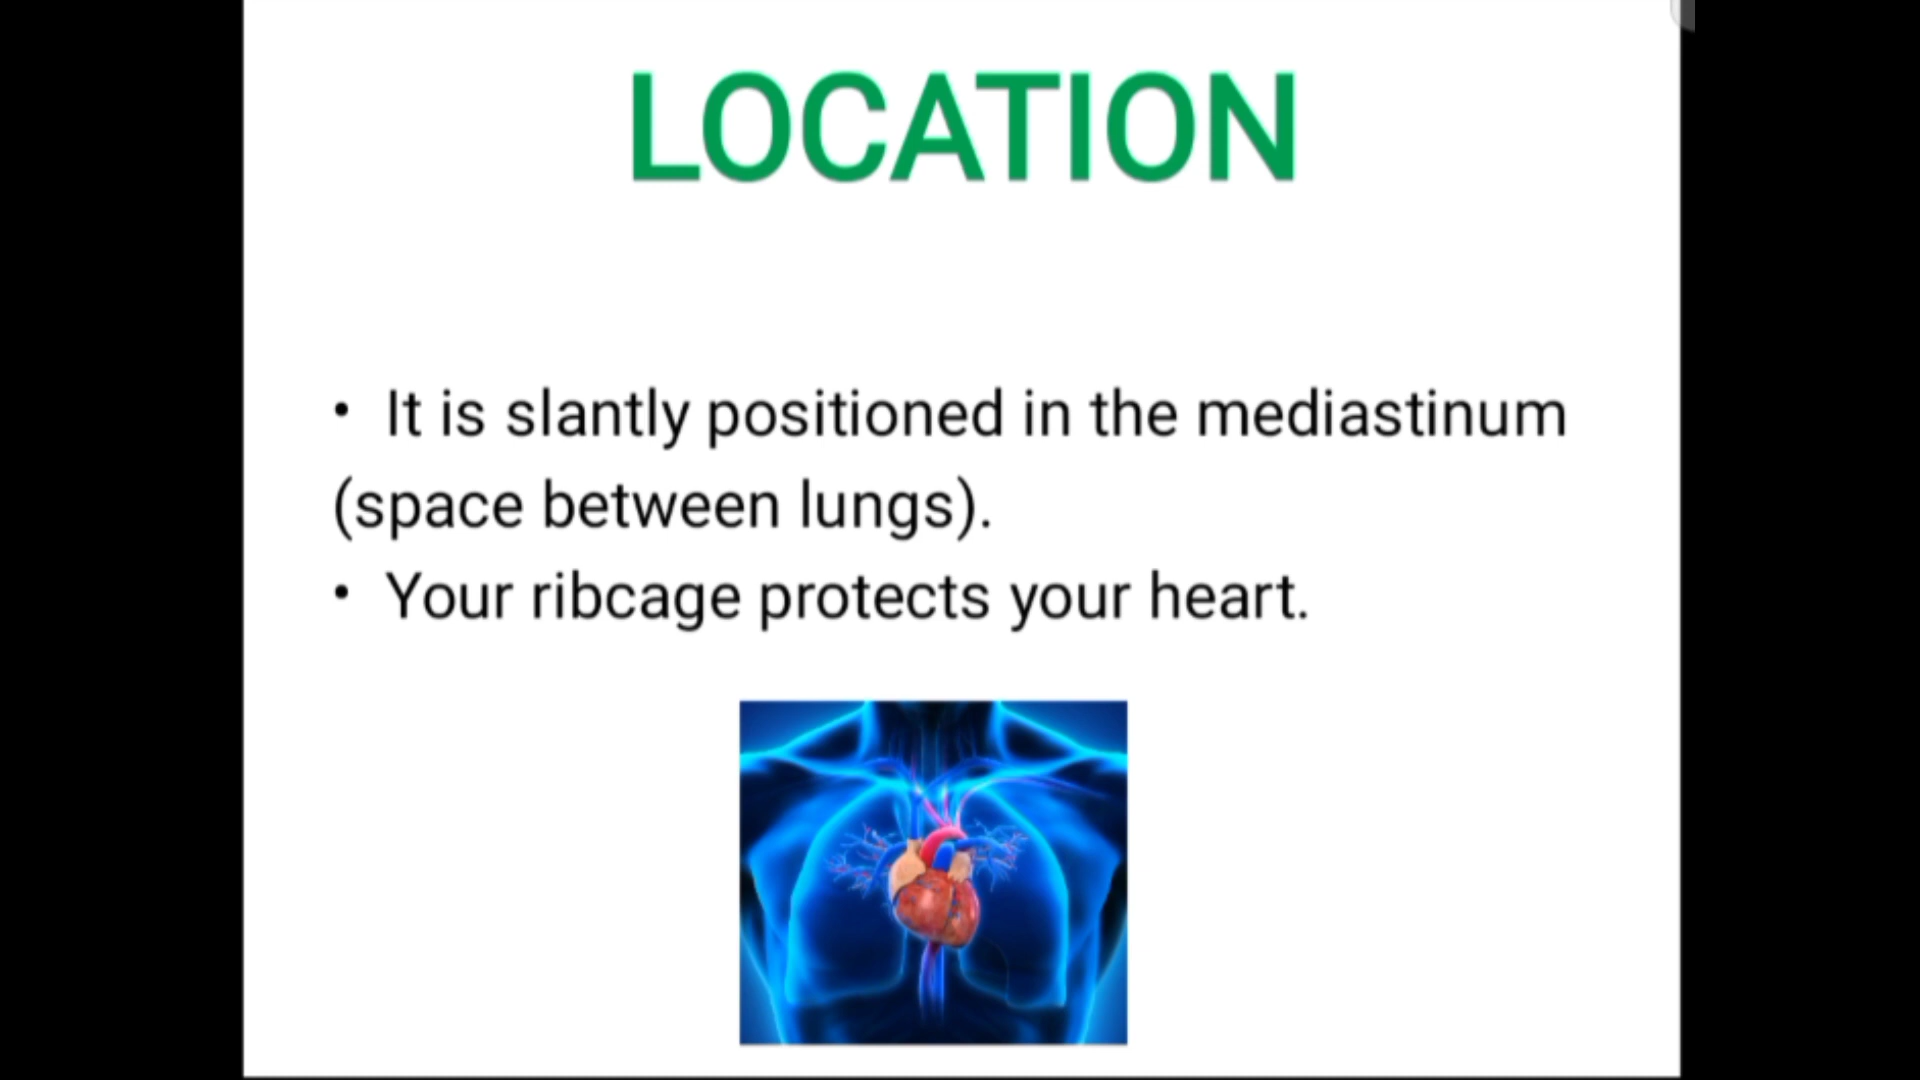 LOCATION
• It is slantly positioned in the mediastinum
(space between lungs).
• Your ribcage protects your heart.